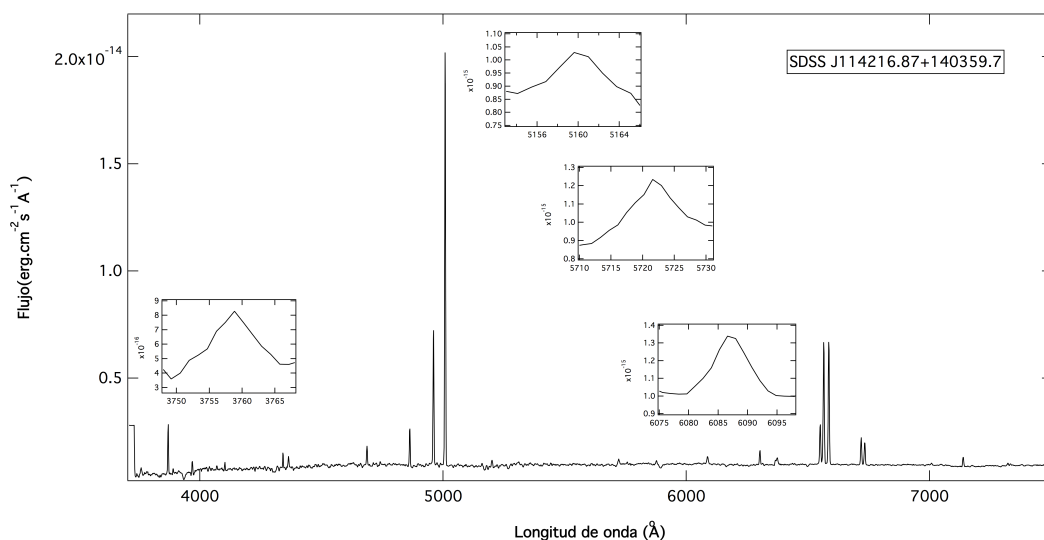 SDSS J114216.87+140359.7
Flujo(erg.cm-2s-1A-1)
2.0x10-14
1.5
1.0
0.5
4000 5000 6000 7000
Longitud de onda (Å)
x10-15
1.10
1.05
1.00
0.95
0.90
0.85
0.80
0.75
5156 5160 5164
x10-15
1.3
1.2
1.1
1.0
0.9
0.8
5710 5715 5720 5725 5730
x10-16
9
8
7
6
5
4
3
3750 3755 3760 3765
x10-15
1.4
1.3
1.2
1.1
1.0
0.9
6075 6080 6085 6090 6095